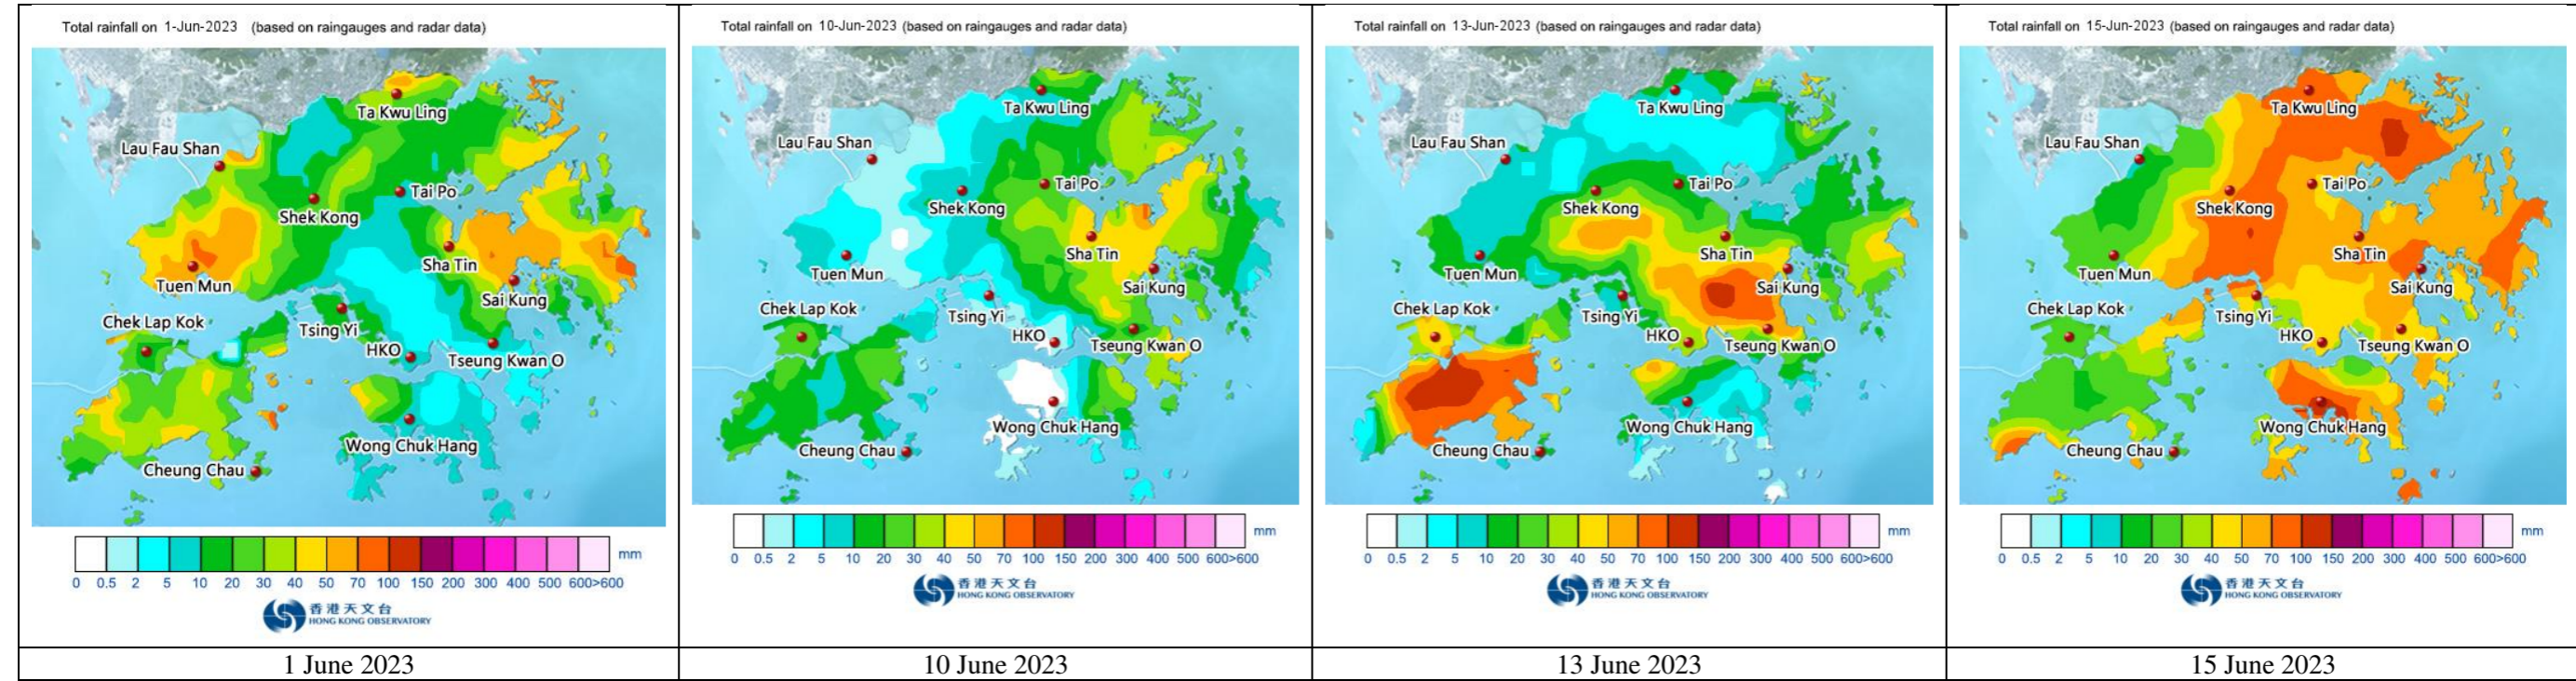 Total rainfall on 1-Jun-2023 (based on raingauges and radar data)
Ta Kwu Ling
Lau Fau Shan
Tai Po
Shek Kong
Sha Tin
Tuen Mun
Sai Kung
Chek Lap Kok
Tsing Yi
HKO
Tseung Kwan O
Wong Chuk Hang
Cheung Chau
mm
0 0.5 2 5 10 20 30 40 50 70 100 150 200 300 400 500 600>600
香港天文台
HONG KONG OBSERVATORY
1 June 2023
Total rainfall on 10-Jun-2023 (based on raingauges and radar data)
Ta Kwu Ling
Lau Fau Shan
Tai Po
Shek Kong
Sha Tin
Tuen Mun
Sai Kung
Chek Lap Kok
Tsing Yi
HKO
Tseung Kwan O
Wong Chuk Hang
Cheung Chau
mm
0 0.5 2 5 10 20 30 40 50 70 100 150 200 300 400 500 600>600
香港天文台
HONG KONG OBSERVATORY
10 June 2023
Total rainfall on 13-Jun-2023 (based on raingauges and radar data)
Ta Kwu Ling
Lau Fau Shan
Tai Po
Shek Kong
Sha Tin
Tuen Mun
Sai Kung
Chek Lap Kok
Tsing Yi
HKO
Tseung Kwan O
Wong Chuk Hang
Cheung Chau
mm
0 0.5 2 5 10 20 30 40 50 70 100 150 200 300 400 500 600>600
香港天文台
HONG KONG OBSERVATORY
13 June 2023
Total rainfall on 15-Jun-2023 (based on raingauges and radar data)
Ta Kwu Ling
Lau Fau Shan
Tai Po
Shek Kong
Sha Tin
Tuen Mun
Sai Kung
Chek Lap Kok
Tsing Yi
HKO
Tseung Kwan O
Wong Chuk Hang
Cheung Chau
mm
0 0.5 2 5 10 20 30 40 50 70 100 150 200 300 400 500 600>600
香港天文台
HONG KONG OBSERVATORY
15 June 2023